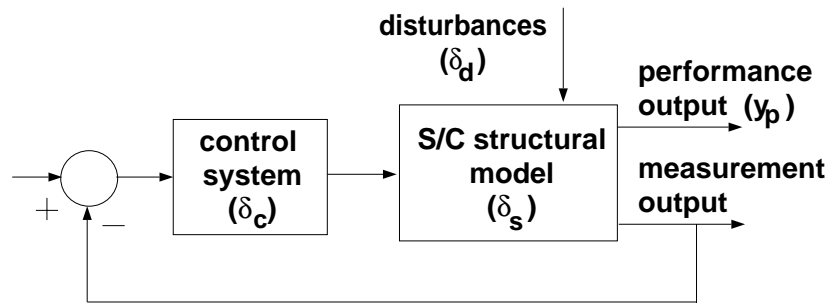 disturbances
(δd)
performance
output (yp)
control
system
(δc)
S/C structural
model
(δs)
measurement
output
+
−